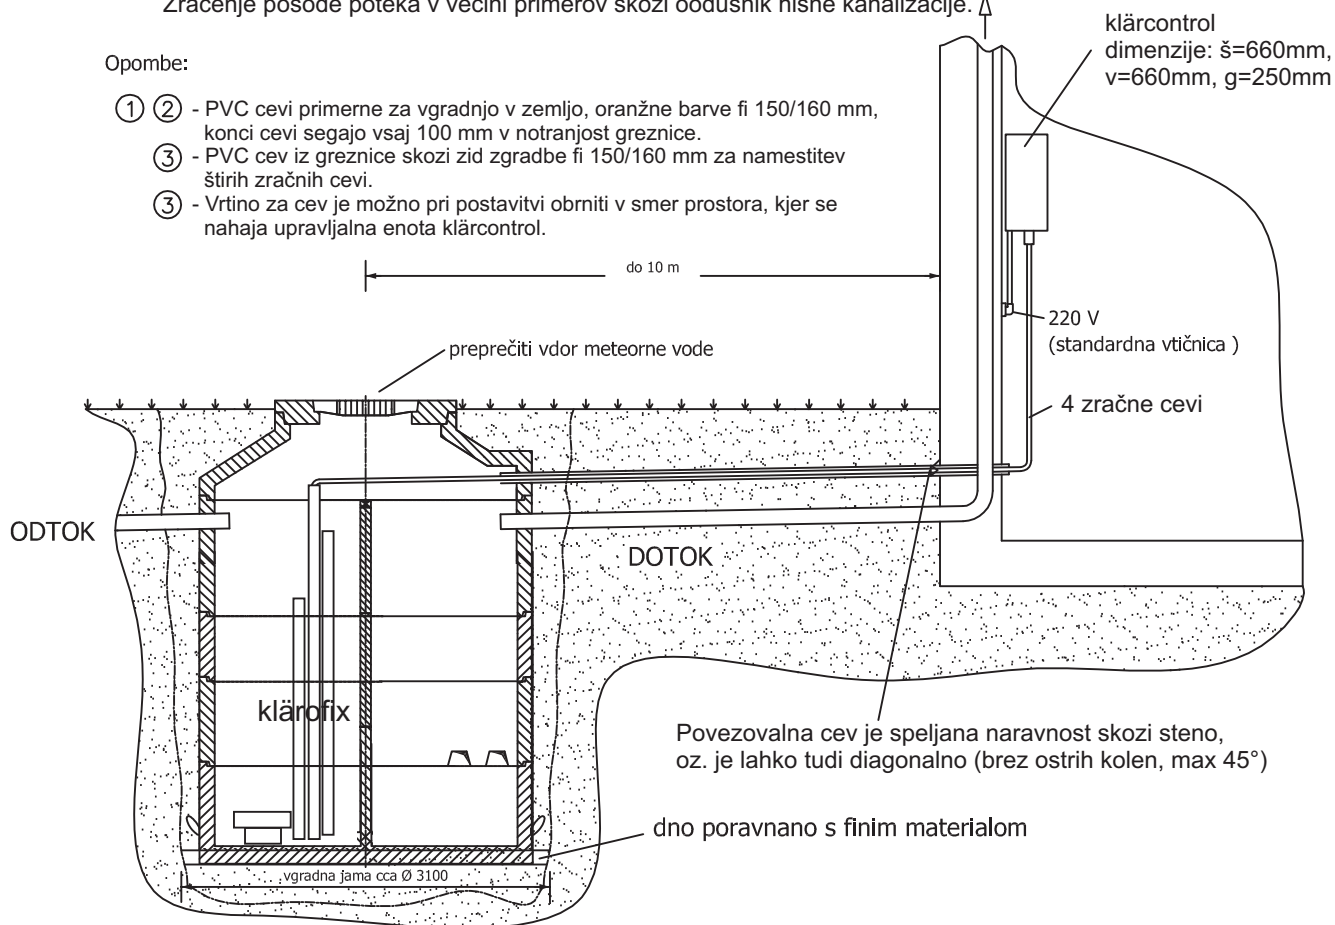 Zračenje posode poteka v večini primerov skozi oddušnik hišne kanalizacije.
klärcontrol
dimenzije: š=660mm,
v=660mm, g=250mm
Opombe:
① ② - PVC cevi primerne za vgradnjo v zemljo, oranžne barve fi 150/160 mm,
konci cevi segajo vsaj 100 mm v notranjost greznice.
③ - PVC cev iz greznice skozi zid zgradbe fi 150/160 mm za namestitev
štirih zračnih cevi.
③ - Vrtino za cev je možno pri postavitvi obrniti v smer prostora, kjer se
nahaja upravljalna enota klärcontrol.
do 10 m
220 V
(standardna vtičnica )
preprečiti vdor meteorne vode
4 zračne cevi
ODTOK
DOTOK
klärofix
Povezovalna cev je speljana naravnost skozi steno,
oz. je lahko tudi diagonalno (brez ostrih kolen, max 45°)
dno poravnano s finim materialom
vgradna jama cca Ø 3100